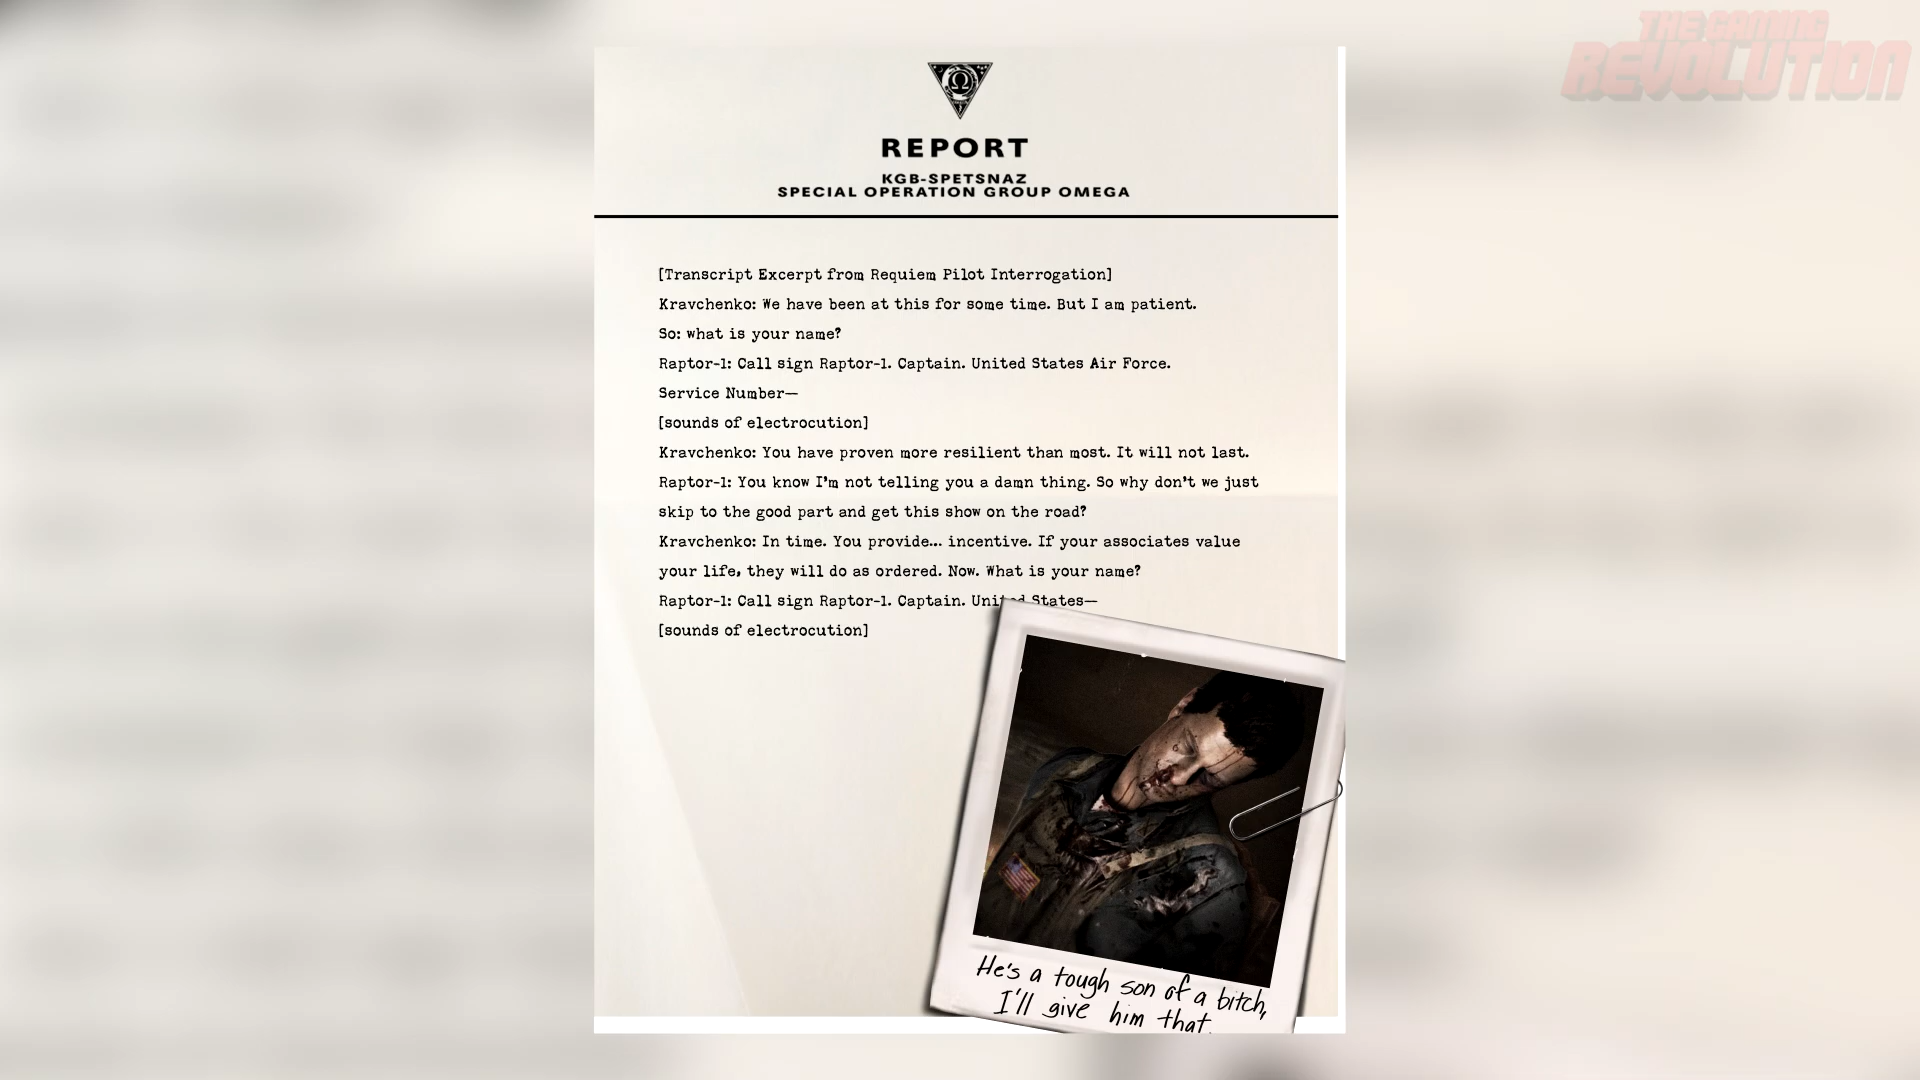 THE GAMING
REVOLUTION
Ω
REPORT
KGB-SPETSNAZ
SPECIAL OPERATION GROUP OMEGA
[Transcript Excerpt from Requiem Pilot Interrogation]
Kravchenko: We have been at this for some time. But I am patient.
So: what is your name?
Raptor-1: Call sign Raptor-1. Captain. United States Air Force.
Service Number—
[sounds of electrocution]
Kravchenko: You have proven more resilient than most. It will not last.
Raptor-1: You know I'm not telling you a damn thing. So why don't we just
skip to the good part and get this show on the road?
Kravchenko: In time. You provide... incentive. If your associates value
your life, they will do as ordered. Now. What is your name?
Raptor-1: Call sign Raptor-1. Captain. United States—
[sounds of electrocution]
He's a tough son of a bitch,
I'll give him that.